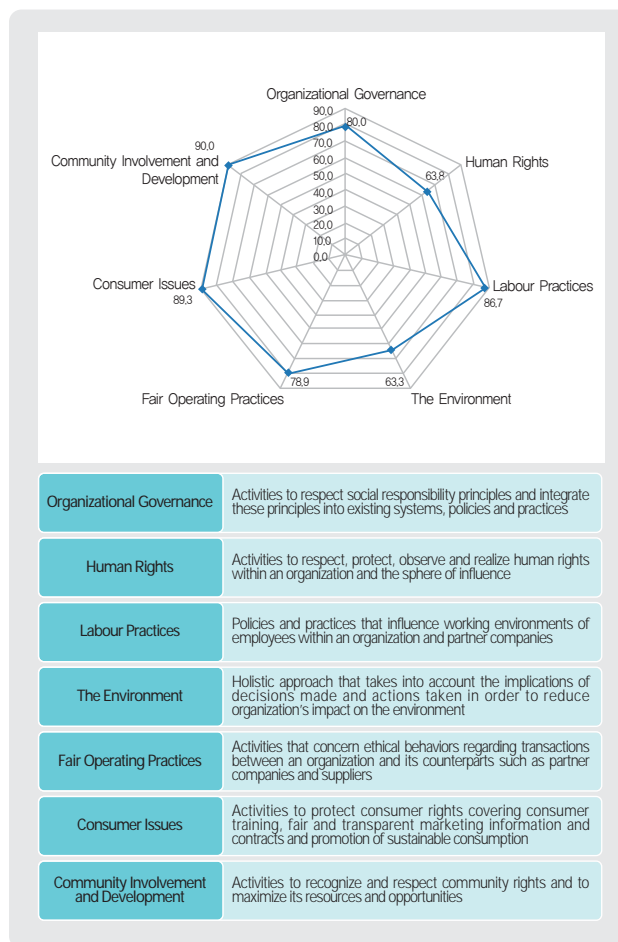 Organizational Governance
90,0
80,0
80,0
70,0
60,0
50,0
40,0
30,0
20,0
10,0
0,0
Human Rights
63,8
Labour Practices
86,7
The Environment
63,3
Fair Operating Practices
78,9
Consumer Issues
89,3
90,0
Community Involvement and
Development
Organizational Governance
Activities to respect social responsibility principles and integrate
these principles into existing systems, policies and practices
Human Rights
Activities to respect, protect, observe and realize human rights
within an organization and the sphere of influence
Labour Practices
Policies and practices that influence working environments of
employees within an organization and partner companies
The Environment
Holistic approach that takes into account the implications of
decisions made and actions taken in order to reduce
organization's impact on the environment
Fair Operating Practices
Activities that concern ethical behaviors regarding transactions
between an organization and its counterparts such as partner
companies and suppliers
Consumer Issues
Activities to protect consumer rights covering consumer
training, fair and transparent marketing information and
contracts and promotion of sustainable consumption
Community Involvement
and Development
Activities to recognize and respect community rights and to
maximize its resources and opportunities